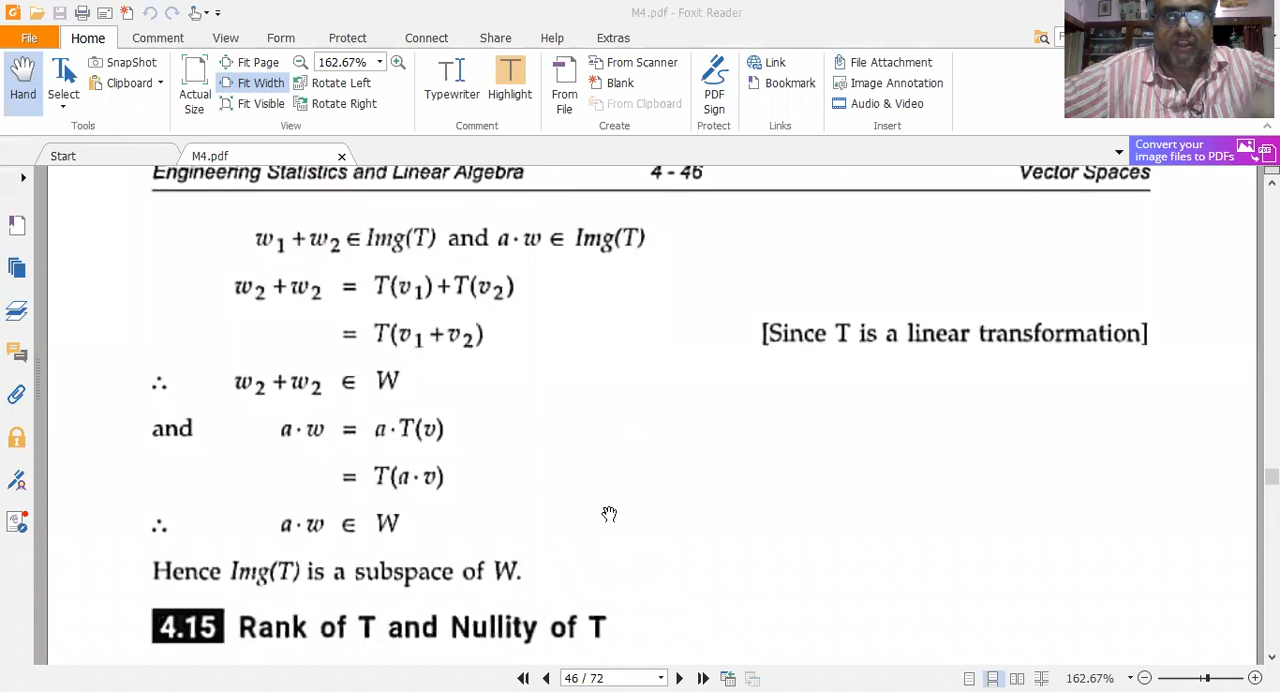 M4.pdf - Foxit Reader
File Home Comment View Form Protect Connect Share Help Extras
SnapShot Fit Page 162.67% From Scanner Link File Attachment
Clipboard Fit Width Rotate Left Blank Bookmark Image Annotation
Hand Select Actual Size Fit Visible Rotate Right Typewriter Highlight From File From Clipboard PDF Sign Audio & Video
Tools View Comment Create Protect Links Insert
Start M4.pdf
Convert your
image files to PDFs
Engineering Statistics and Linear Algebra 4 - 46 Vector Spaces
w₁ + w₂ ∈ Img(T) and a · w ∈ Img(T)
w₂ + w₂ = T(v₁) + T(v₂)
= T(v₁ + v₂) [Since T is a linear transformation]
∴ w₂ + w₂ ∈ W
and a · w = a · T(v)
= T(a · v)
∴ a · w ∈ W
Hence Img(T) is a subspace of W.
4.15 Rank of T and Nullity of T
46 / 72 162.67%